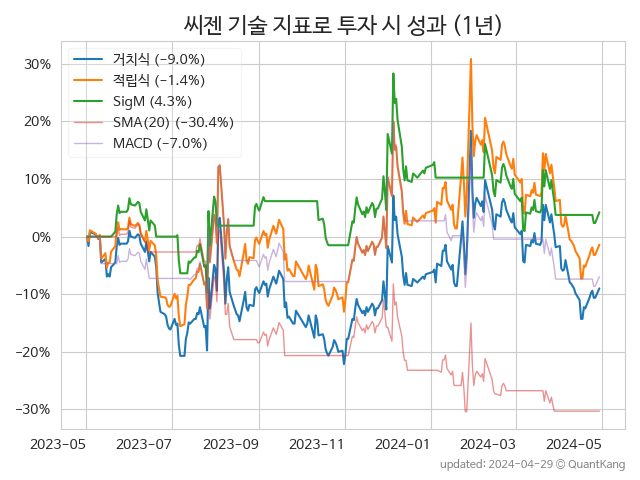 씨젠 기술 지표로 투자 시 성과 (1년)
거치식 (−9.0%)
적립식 (−1.4%)
SigM (4.3%)
SMA(20) (−30.4%)
MACD (−7.0%)
30%
20%
10%
0%
−10%
−20%
−30%
2023-05 2023-07 2023-09 2023-11 2024-01 2024-03 2024-05
updated: 2024-04-29 © QuantKang